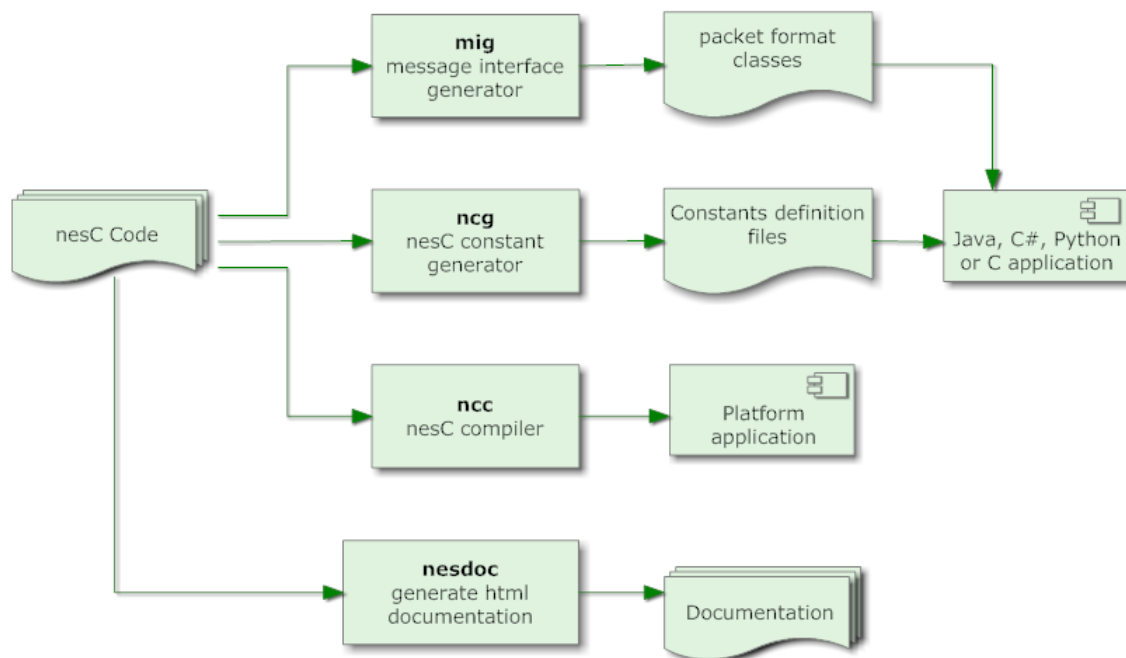 mig
message interface
generator
packet format
classes
nesC Code
ncg
nesC constant
generator
Constants definition
files
Java, C#, Python
or C application
ncc
nesC compiler
Platform
application
nesdoc
generate html
documentation
Documentation